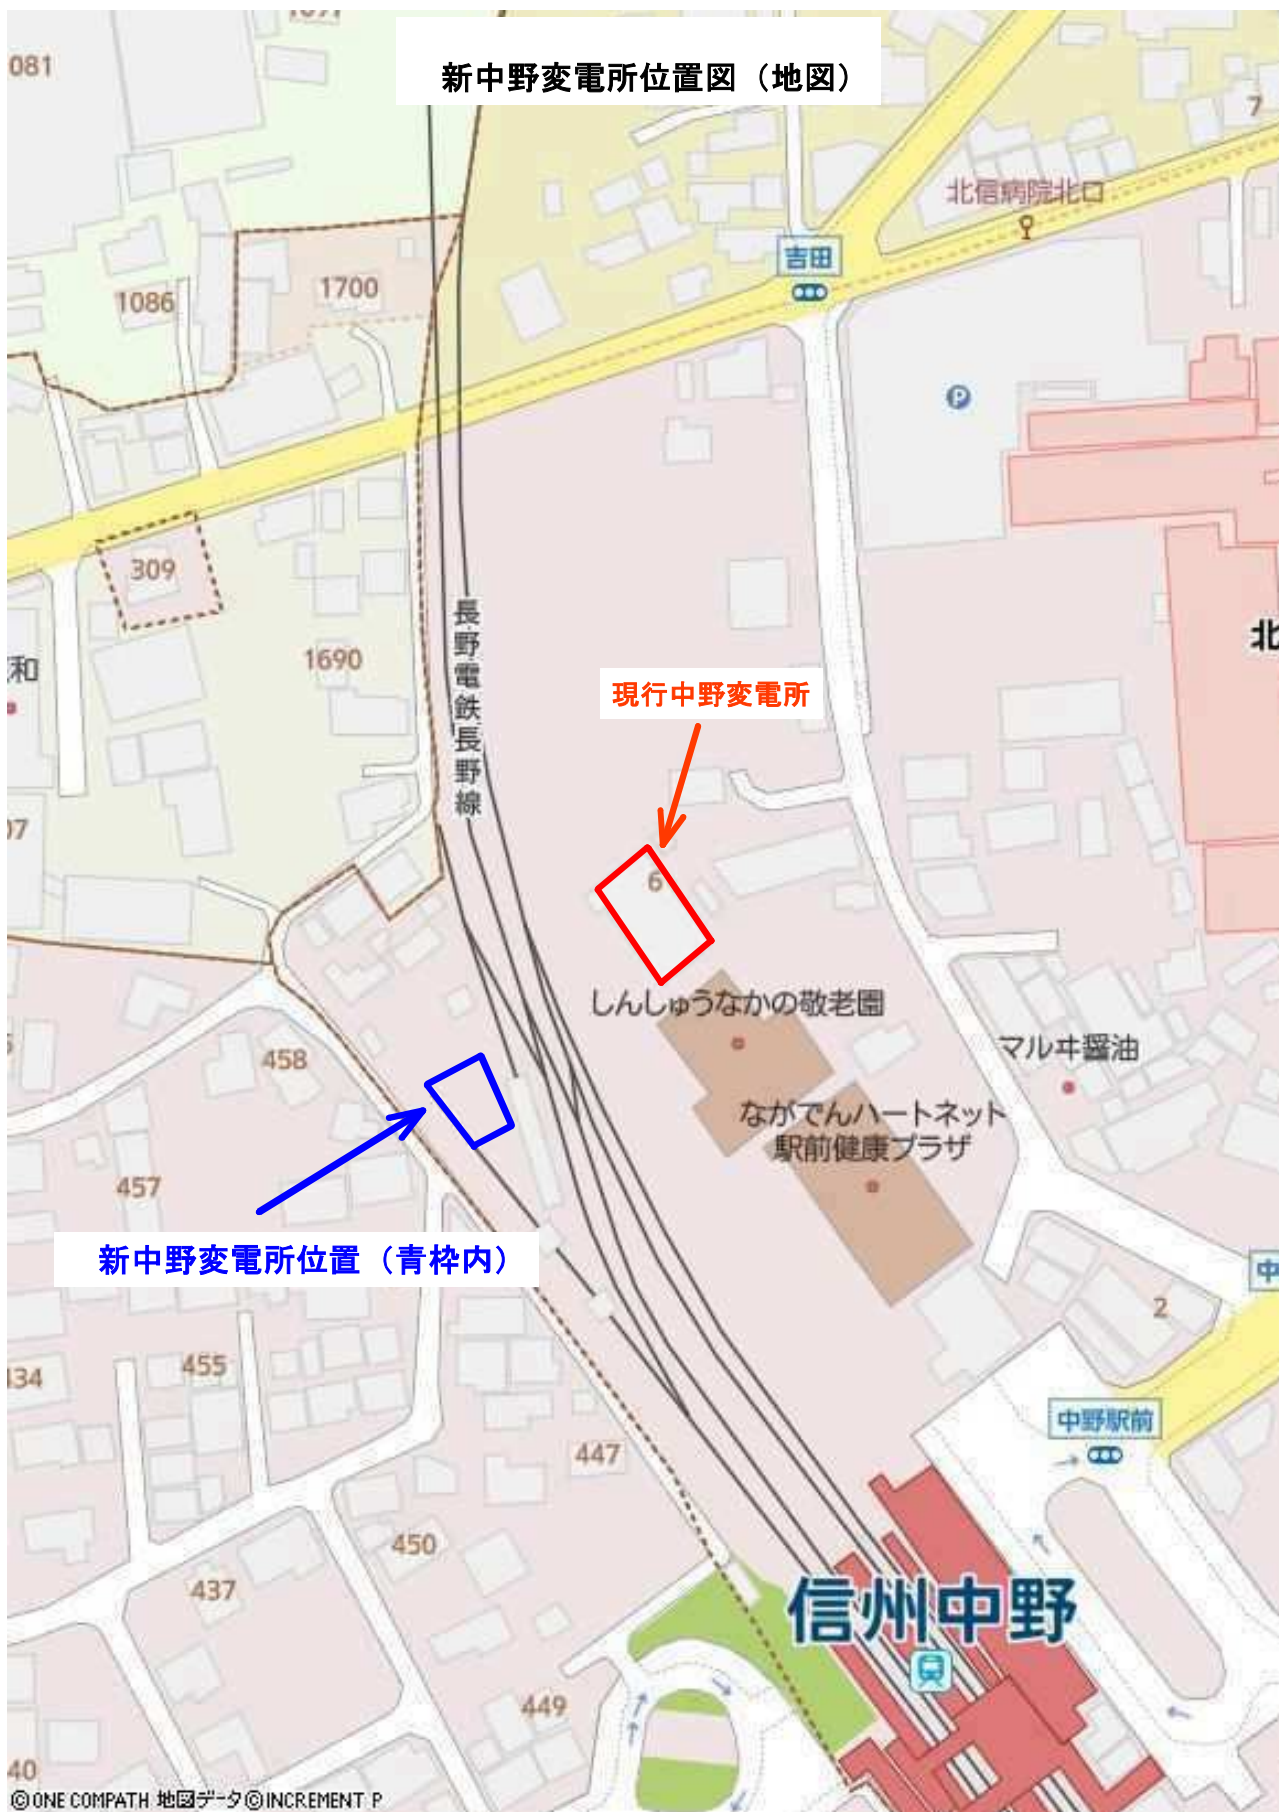 新中野変電所位置図（地図）
081
7
北信病院北口
吉田
1086
1700
P
309
1690
和
北
長野電鉄長野線
現行中野変電所
07
6
しんしゅうなかの敬老園
マルヰ醤油
458
ながでんハートネット
駅前健康プラザ
457
新中野変電所位置（青枠内）
中
2
455
434
中野駅前
447
450
437
信州中野
449
40
©ONE COMPATH 地図データ©INCREMENT P